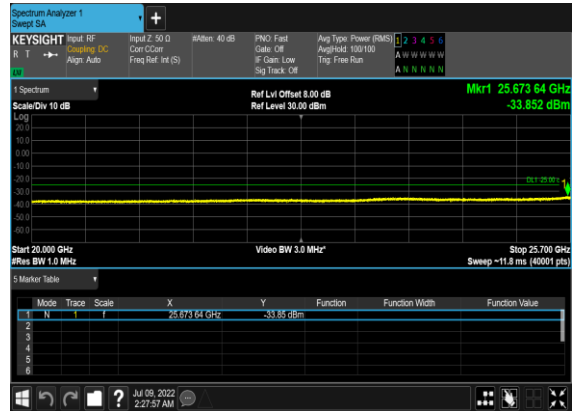 Spectrum Analyzer 1
Swept SA
+
KEYSIGHT Input: RF Input Z: 50 Ω #Atten: 40 dB PNO: Fast Avg Type: Power (RMS) 1 2 3 4 5 6
R T Coupling: DC Corr CCorr Gate: Off Avg|Hold: 100/100 A W W W W W
Align: Auto Freq Ref: Int (S) IF Gain: Low Trig: Free Run
Sig Track: Off A N N N N N
1 Spectrum Ref Lvl Offset 8.00 dB Mkr1 25.673 64 GHz
Scale/Div 10 dB Ref Level 30.00 dBm -33.852 dBm
Log
20.0
10.0
0.00
-10.0
-20.0
DL1 -25.00
1
-30.0
-40.0
-50.0
-60.0
Start 20.000 GHz Video BW 3.0 MHz* Stop 25.700 GHz
#Res BW 1.0 MHz Sweep ~11.8 ms (40001 pts)
5 Marker Table
Mode Trace Scale X Y Function Function Width Function Value
1 N 1 f 25.673 64 GHz -33.85 dBm
2
3
4
5
6
? Jul 09, 2022
2:27:57 AM